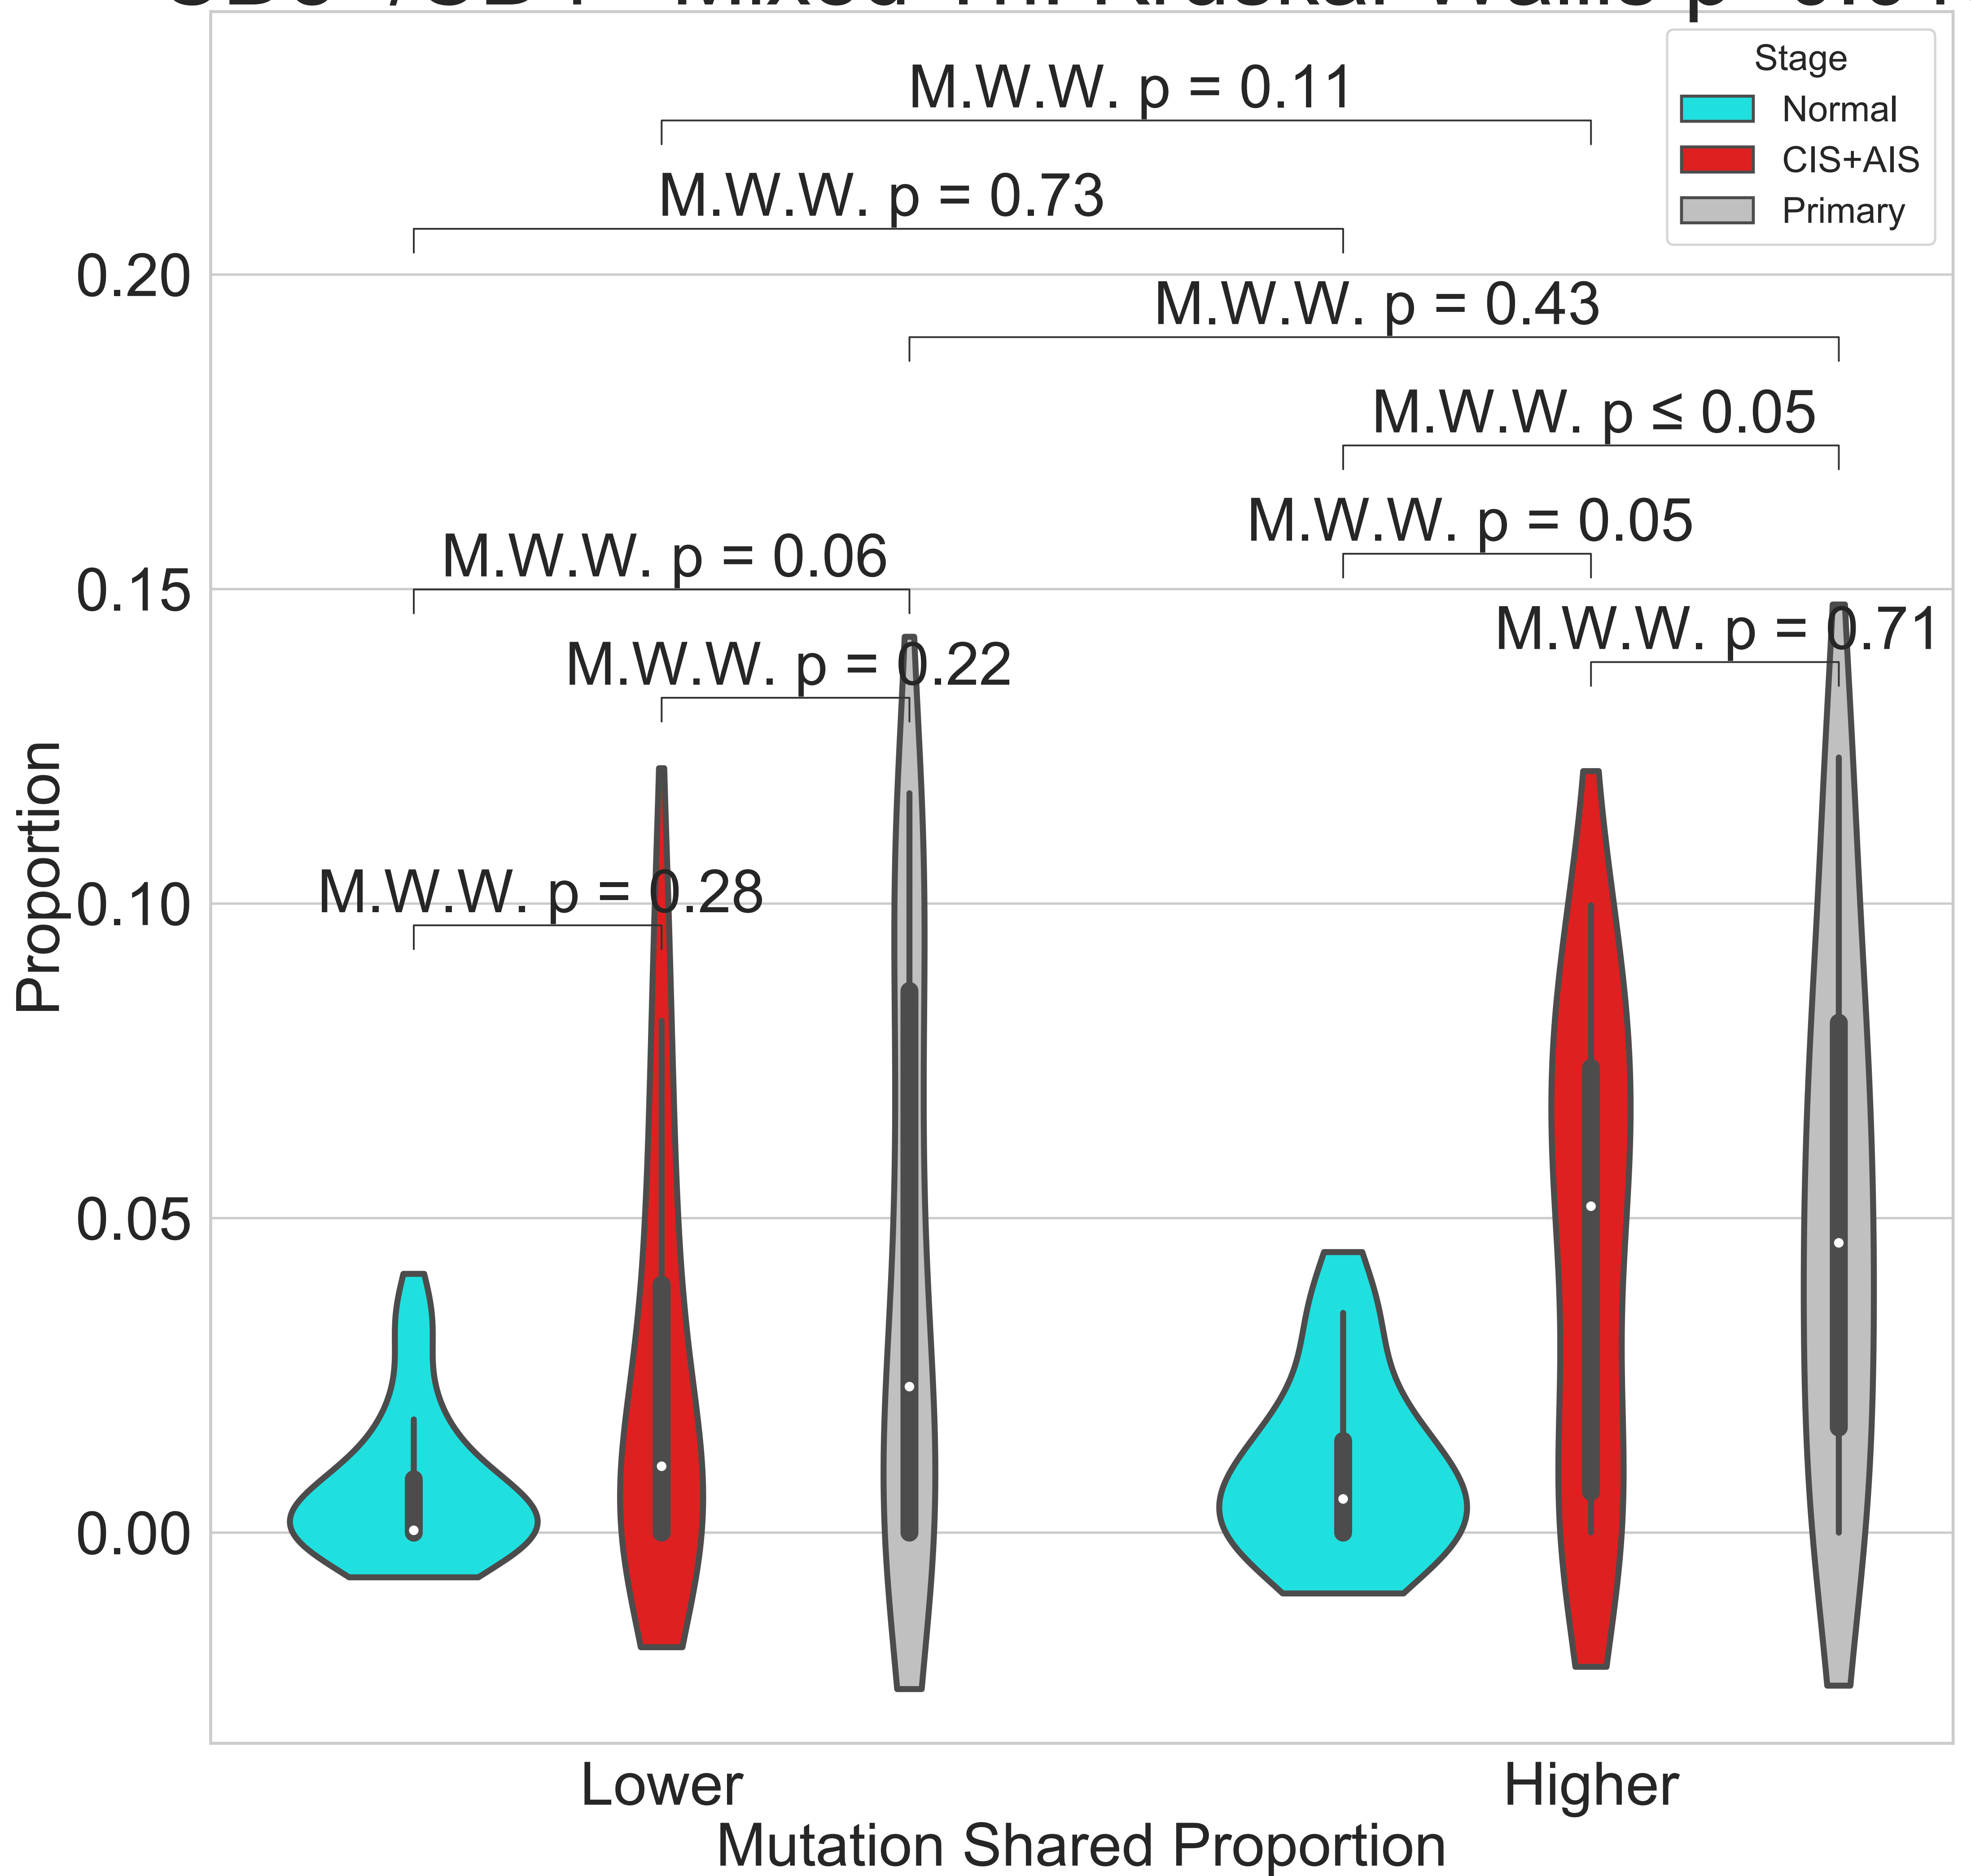 M.W.W. p = 0.11
M.W.W. p = 0.73
M.W.W. p = 0.43
M.W.W. p ≤ 0.05
M.W.W. p = 0.05
M.W.W. p = 0.06
M.W.W. p = 0.71
M.W.W. p = 0.22
M.W.W. p = 0.28
Stage
Normal
CIS+AIS
Primary
0.20
0.15
0.10
0.05
0.00
Proportion
Lower
Higher
Mutation Shared Proportion